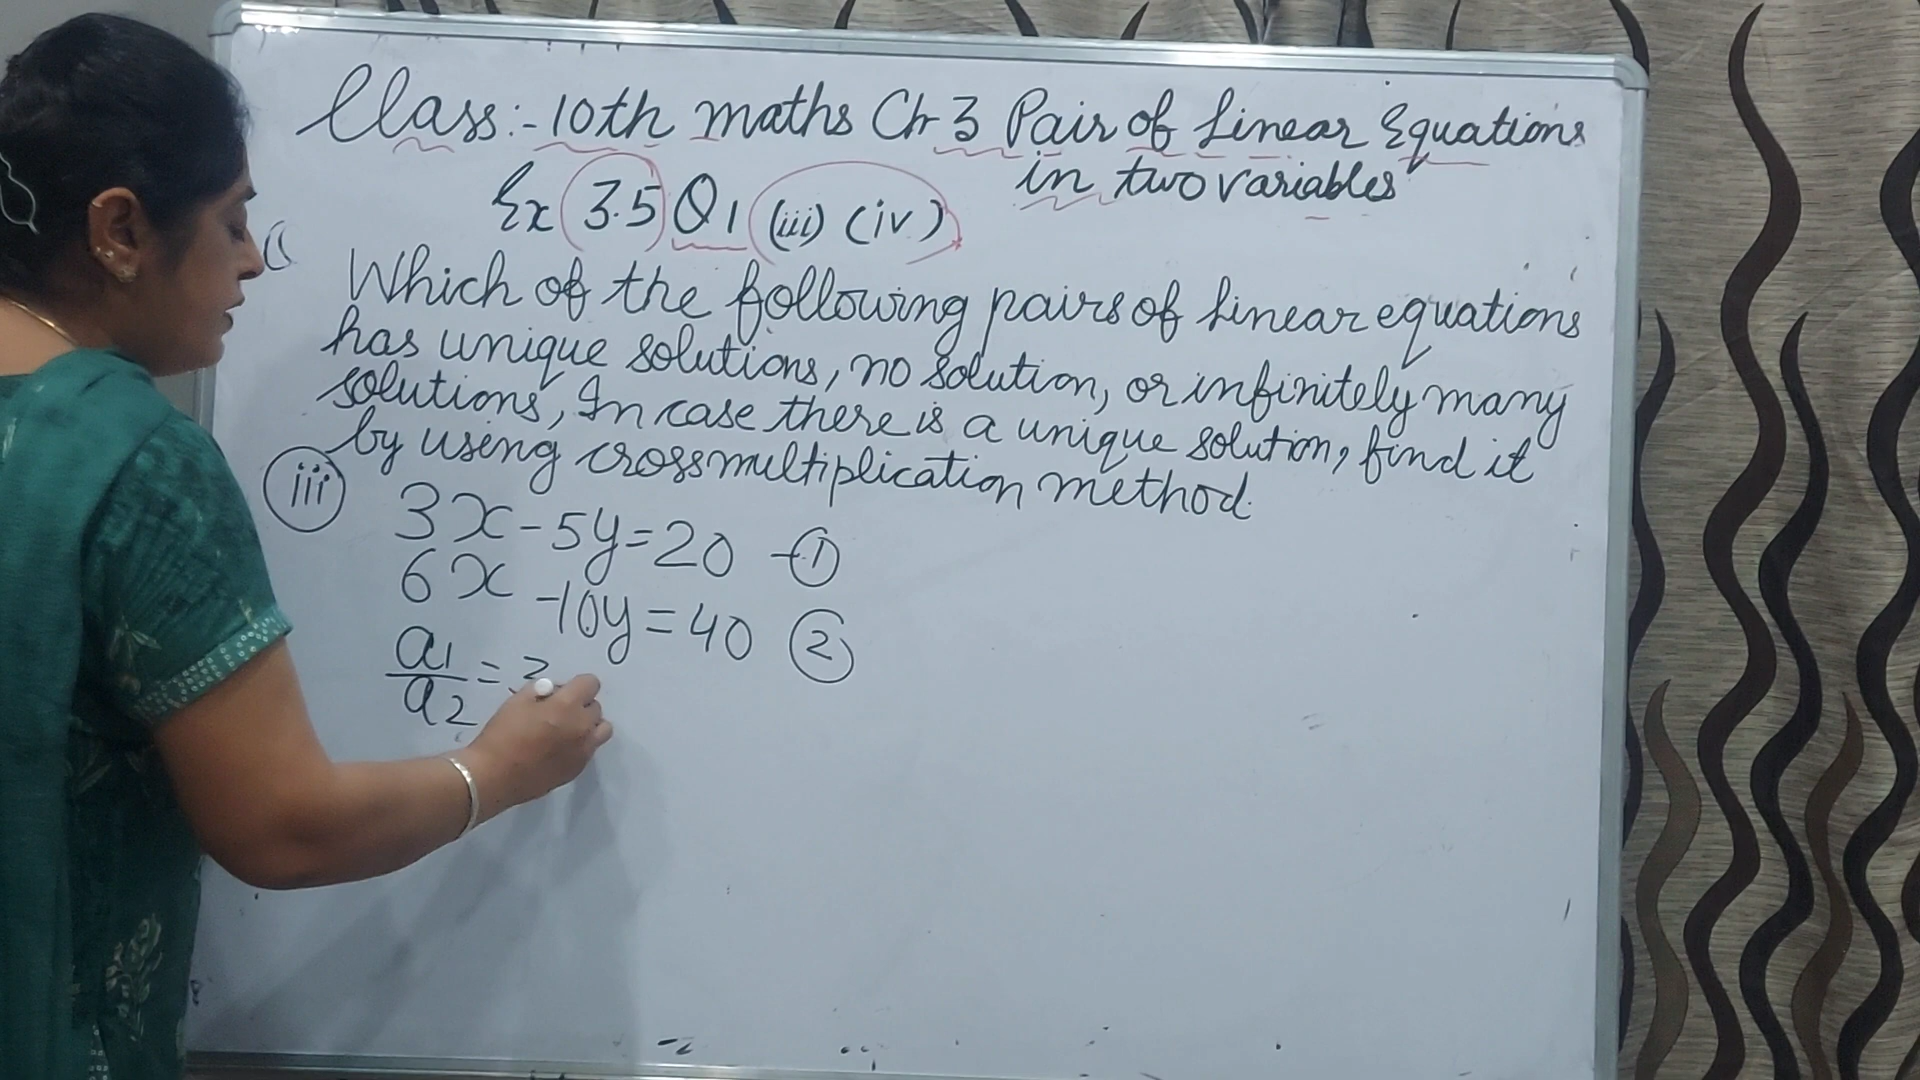 Class:- 10th maths Ch 3 Pair of Linear Equations
in two variables
Ex 3.5 Q1 (iii) (iv)
Which of the following pairs of linear equations
has unique solutions, no solution, or infinitely many
solutions, In case there is a unique solution, find it
by using cross multiplication method.
(iii) 3x - 5y = 20 - (1)
6x - 10y = 40 (2)
a1/a2 = 3